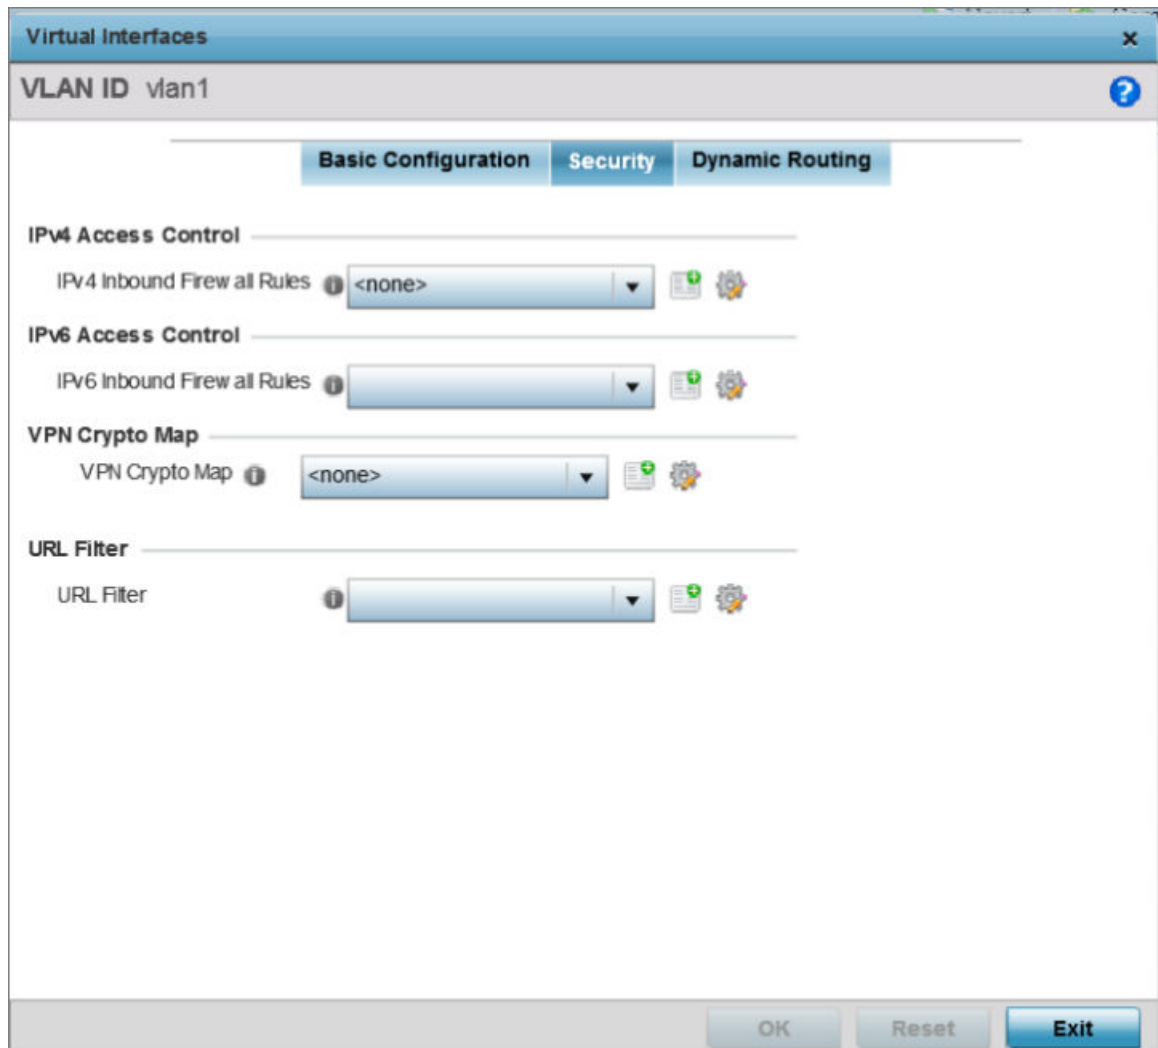 Virtual Interfaces
VLAN ID vlan1
Basic Configuration Security Dynamic Routing
IPv4 Access Control
IPv4 Inbound Firewall Rules <none>
IPv6 Access Control
IPv6 Inbound Firewall Rules
VPN Crypto Map
VPN Crypto Map <none>
URL Filter
URL Filter
OK Reset Exit